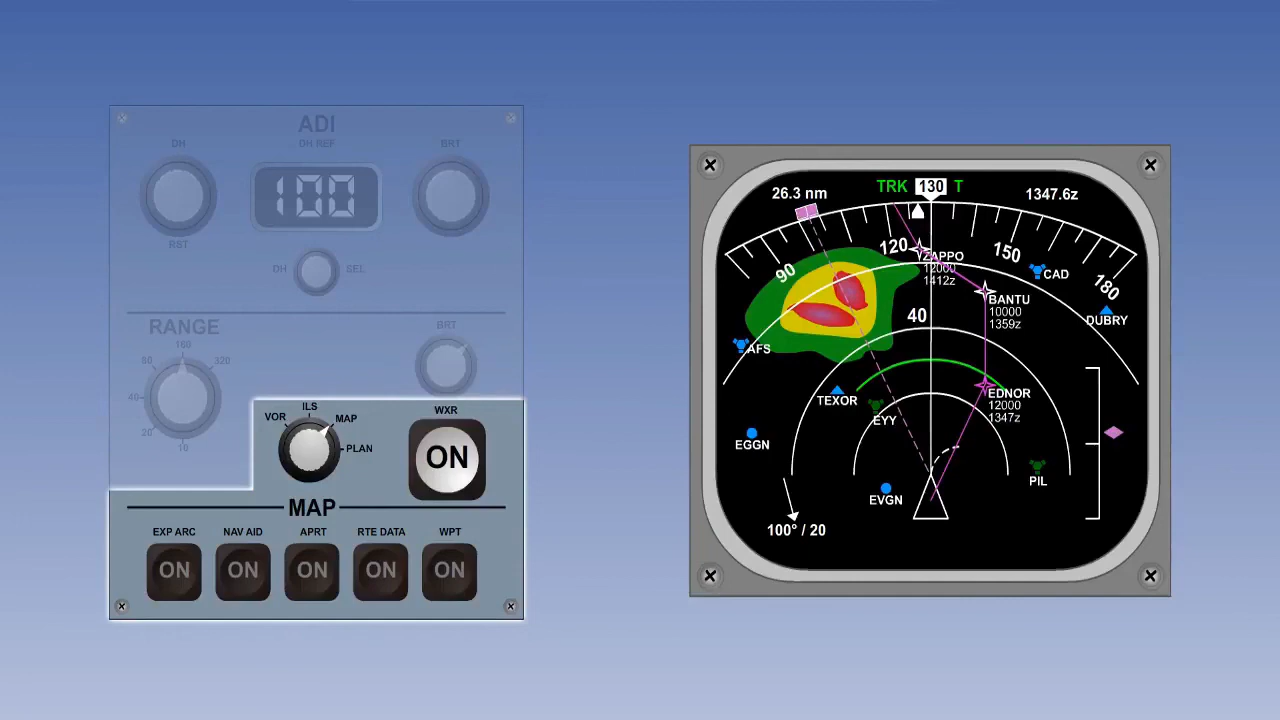 ADI
DH
DH REF
BRT
100
RST
DH
SEL
RANGE
BRT
160
80
320
40
20
10
VOR
ILS
MAP
PLAN
WXR
ON
MAP
EXP ARC
NAV AID
APRT
RTE DATA
WPT
ON
ON
ON
ON
ON
26.3 nm
TRK
130
T
1347.6z
90
120
150
180
ZAPPO
12000
1412z
CAD
BANTU
10000
1359z
DUBRY
40
AFS
TEXOR
EDNOR
12000
1347z
EYY
EGGN
PIL
EVGN
100° / 20